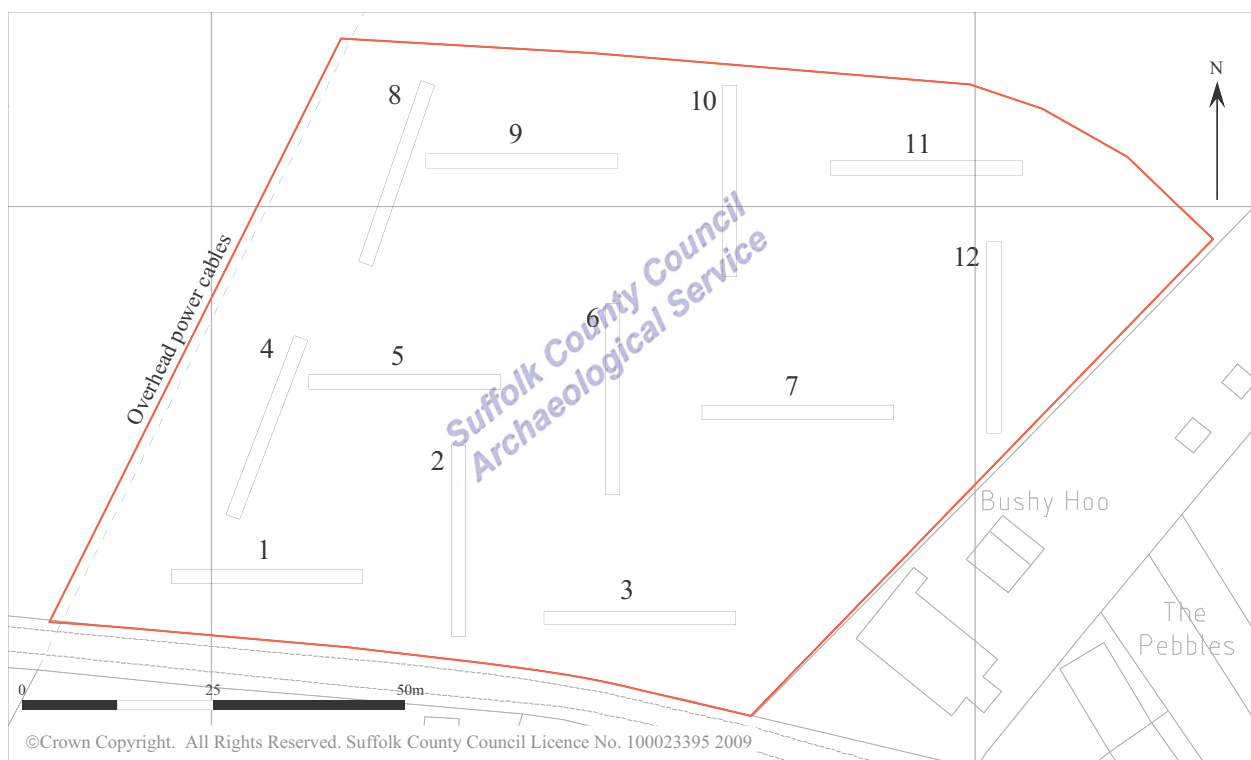 N
8
10
9
11
12
Overhead power cables
Suffolk County Council
Archaeological Service
6
4
5
7
2
Bushy Hoo
1
3
The
Pebbles
0 25 50m
©Crown Copyright. All Rights Reserved. Suffolk County Council Licence No. 100023395 2009